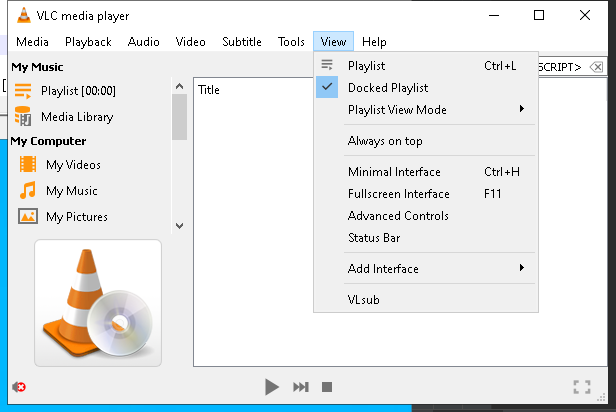 VLC media player
Media Playback Audio Video Subtitle Tools View Help
My Music
Playlist [00:00]
Media Library
My Computer
My Videos
My Music
My Pictures
Title
SCRIPT>
Playlist Ctrl+L
Docked Playlist
Playlist View Mode
Always on top
Minimal Interface Ctrl+H
Fullscreen Interface F11
Advanced Controls
Status Bar
Add Interface
VLsub